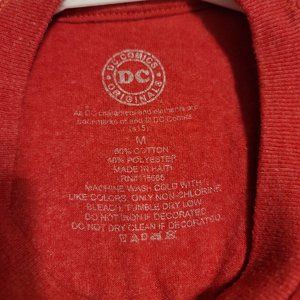 DC COMICS
DC
ORIGINALS
All DC characters and elements are
trademarks of and © DC Comics.
(s15)
M
60% COTTON
40% POLYESTER
MADE IN HAITI
MACHINE WASH COLD WITH
LIKE COLORS. ONLY NON-CHLORINE
BLEACH. TUMBLE DRY LOW.
DO NOT IRON IF DECORATED.
DO NOT DRY CLEAN IF DECORATED.